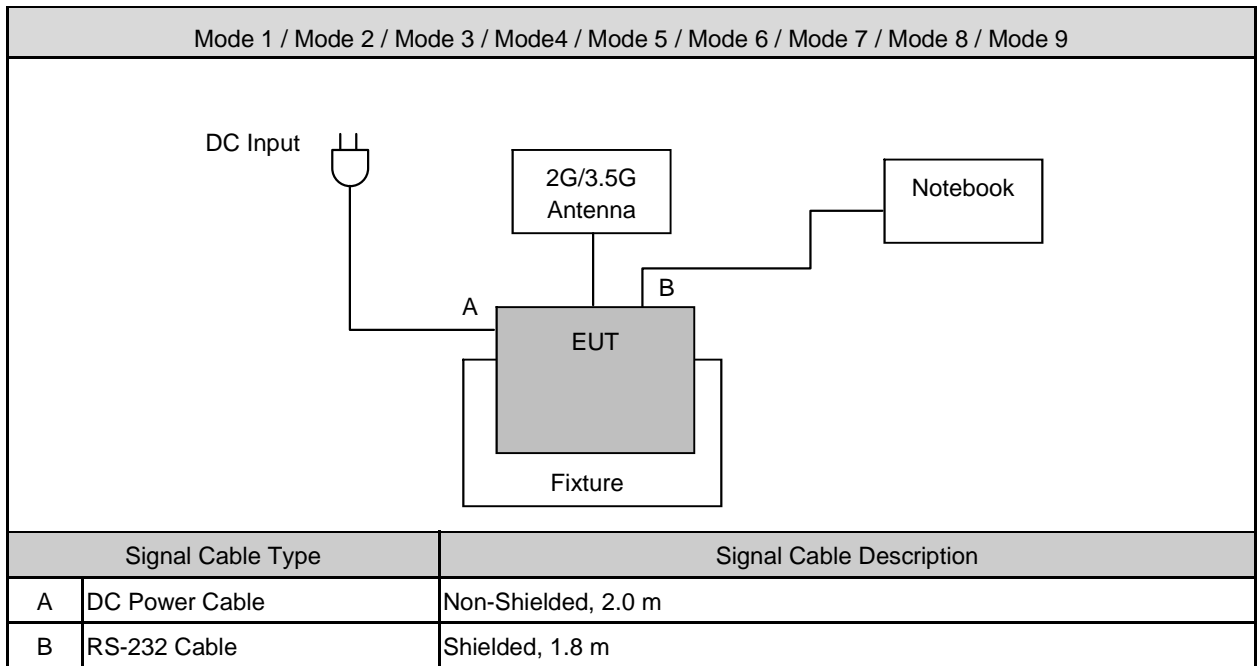 Mode 1 / Mode 2 / Mode 3 / Mode4 / Mode 5 / Mode 6 / Mode 7 / Mode 8 / Mode 9
DC Input
2G/3.5G
Antenna
Notebook
A
B
EUT
Fixture
Signal Cable Type Signal Cable Description
A DC Power Cable Non-Shielded, 2.0 m
B RS-232 Cable Shielded, 1.8 m